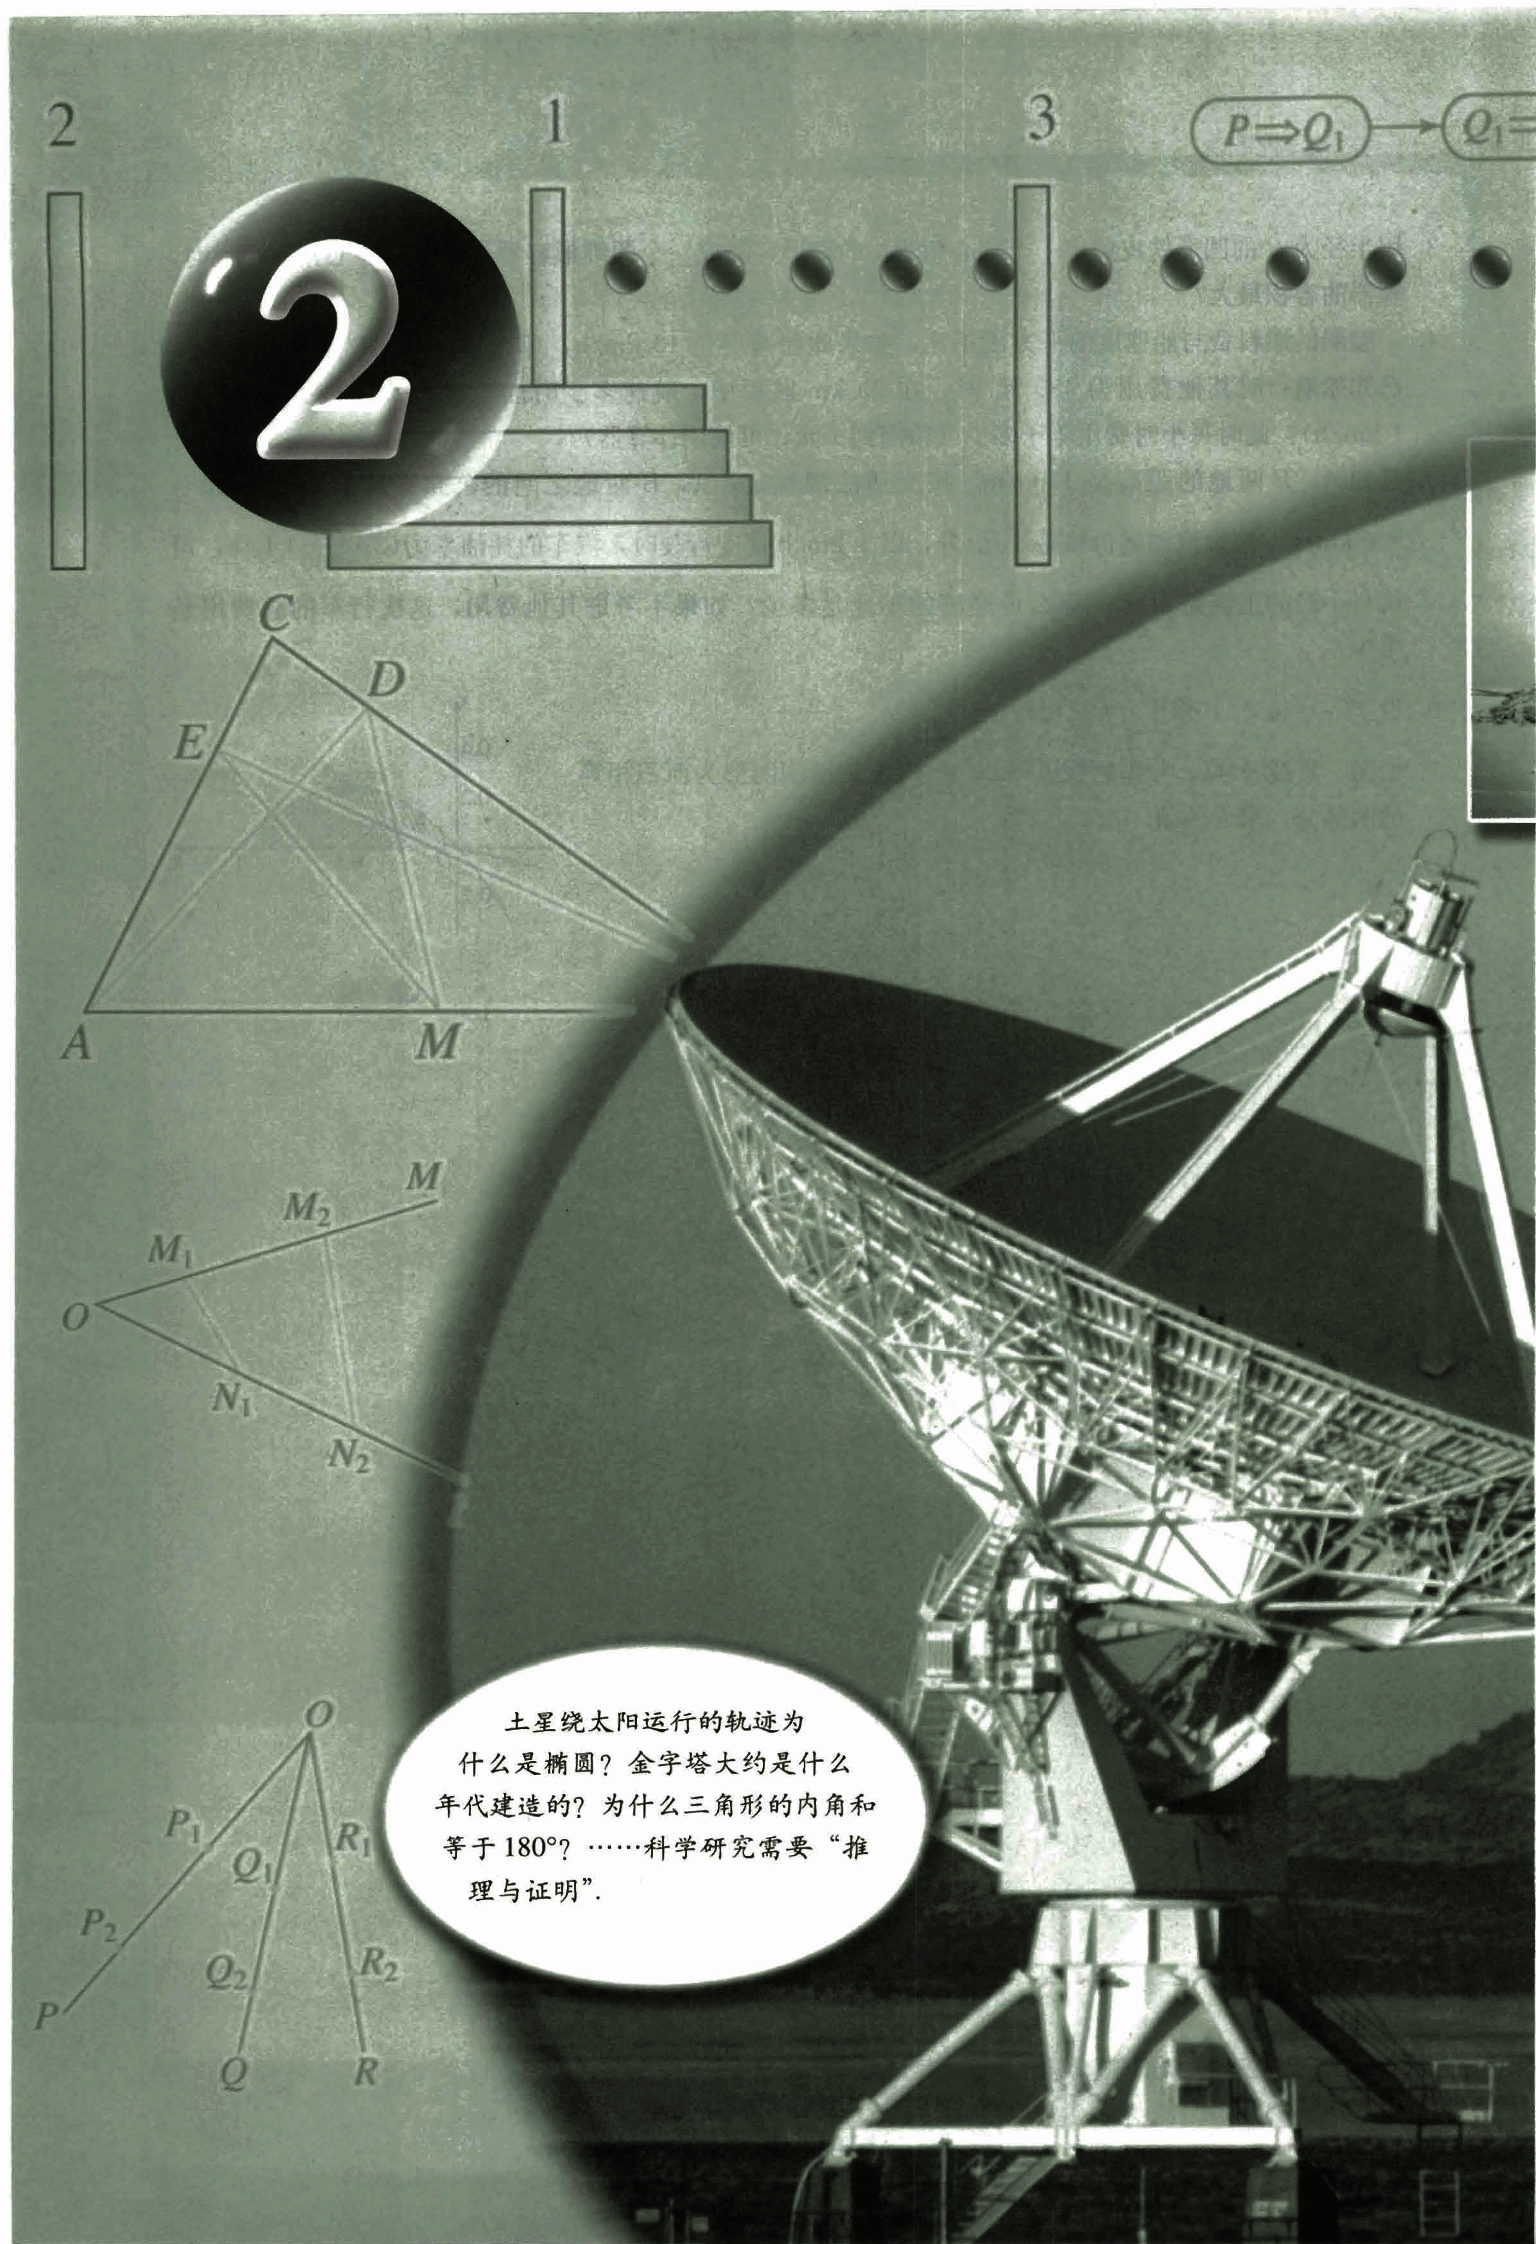 2 1 3 P⇒Q₁ Q₁=
2
C
D
E
A M
M
M₂
M₁
O
N₁
N₂
O
P₁
R₁
Q₁
P₂
R₂
Q₂
P
Q R
土星绕太阳运行的轨迹为
什么是椭圆？金字塔大约是什么
年代建造的？为什么三角形的内角和
等于180°？……科学研究需要“推
理与证明”.